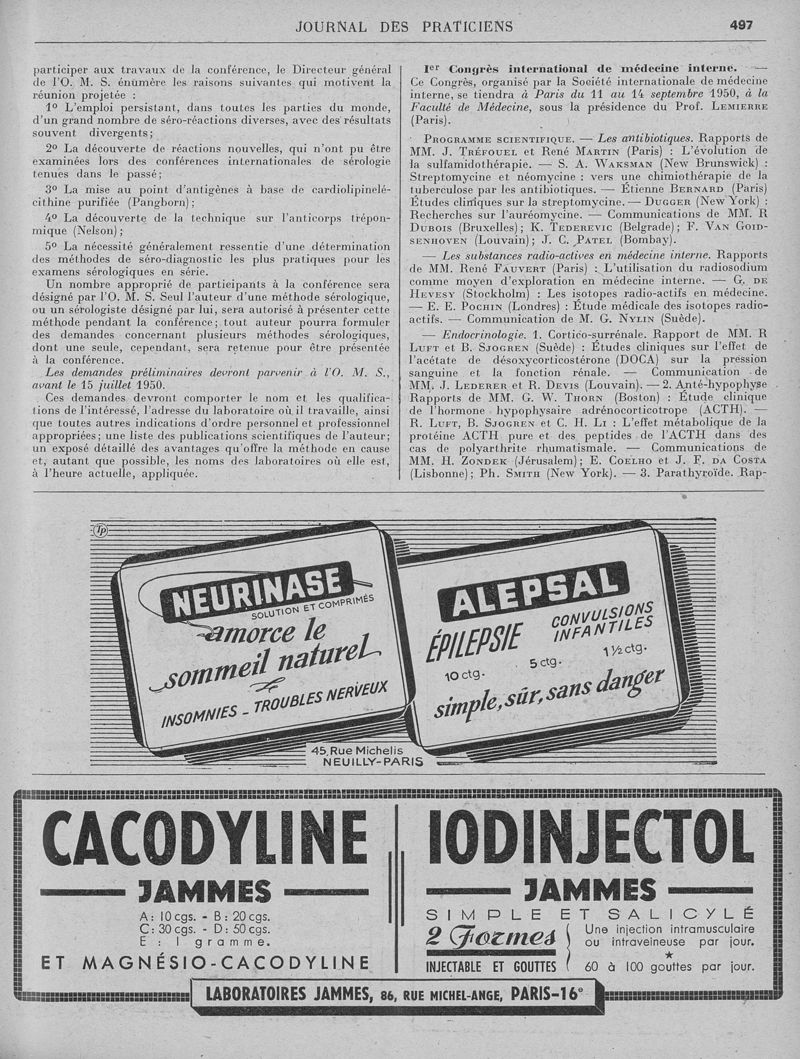 JOURNAL DES PRATICIENS
497
participer aux travaux de la conférence, le Directeur général
de l'O. M. S. énumère les raisons suivantes qui motivent la
réunion projetée :
1º L'emploi persistant, dans toutes les parties du monde,
d'un grand nombre de séro-réactions diverses, avec des résultats
souvent divergents ;
2º La découverte de réactions nouvelles, qui n'ont pu être
examinées lors des conférences internationales de sérologie
tenues dans le passé ;
3º La mise au point d'antigènes à base de cardiolipinelé-
cithine purifiée (Pangborn) ;
4º La découverte de la technique sur l'anticorps trépon-
mique (Nelson) ;
5º La nécessité généralement ressentie d'une détermination
des méthodes de séro-diagnostic les plus pratiques pour les
examens sérologiques en série.
Un nombre approprié de participants à la conférence sera
désigné par l'O. M. S. Seul l'auteur d'une méthode sérologique,
ou un sérologiste désigné par lui, sera autorisé à présenter cette
méthode pendant la conférence ; tout auteur pourra formuler
des demandes concernant plusieurs méthodes sérologiques,
dont une seule, cependant, sera retenue pour être présentée
à la conférence.
Les demandes préliminaires devront parvenir à l'O. M. S.,
avant le 15 juillet 1950.
Ces demandes devront comporter le nom et les qualifica-
tions de l'intéressé, l'adresse du laboratoire où il travaille, ainsi
que toutes autres indications d'ordre personnel et professionnel
appropriées ; une liste des publications scientifiques de l'auteur ;
un exposé détaillé des avantages qu'offre la méthode en cause
et, autant que possible, les noms des laboratoires où elle est,
à l'heure actuelle, appliquée.
Ier Congrès international de médecine interne. —
Ce Congrès, organisé par la Société internationale de médecine
interne, se tiendra à Paris du 11 au 14 septembre 1950, à la
Faculté de Médecine, sous la présidence du Prof. LEMIERRE
(Paris).
PROGRAMME SCIENTIFIQUE. — Les antibiotiques. Rapports de
MM. J. TRÉFOUEL et René MARTIN (Paris) : L'évolution de
la sulfamidothérapie. — S. A. WAKSMAN (New Brunswick) :
Streptomycine et néomycine : vers une chimiothérapie de la
tuberculose par les antibiotiques. — Étienne BERNARD (Paris)
Études cliniques sur la streptomycine. — DUGGER (New York) :
Recherches sur l'auréomycine. — Communications de MM. R
DUBOIS (Bruxelles) ; K. TEDEREVIC (Belgrade) ; F. VAN GOID-
SENHOVEN (Louvain) ; J. C. PATEL (Bombay).
— Les substances radio-actives en médecine interne. Rapports
de MM. René FAUVERT (Paris) : L'utilisation du radiosodium
comme moyen d'exploration en médecine interne. — G. DE
HEVESY (Stockholm) : Les isotopes radio-actifs en médecine.
— E. E. POCHIN (Londres) : Étude médicale des isotopes radio-
actifs. — Communication de M. G. NYLIN (Suède).
— Endocrinologie. 1. Cortico-surrénale. Rapport de MM. R
LUFT et B. SJOGREN (Suède) : Études cliniques sur l'effet de
l'acétate de désoxycorticostérone (DOCA) sur la pression
sanguine et la fonction rénale. — Communication de
MM. J. LEDERER et R. DEVIS (Louvain). — 2. Anté-hypophyse
Rapports de MM. G. W. THORN (Boston) : Étude clinique
de l'hormone hypophysaire adrénocorticotrope (ACTH). —
R. LUFT, B. SJOGREN et C. H. LI : L'effet métabolique de la
protéine ACTH pure et des peptides de l'ACTH dans des
cas de polyarthrite rhumatismale. — Communications de
MM. H. ZONDEK (Jérusalem) ; E. COELHO et J. F. DA COSTA
(Lisbonne) ; Ph. SMITH (New York). — 3. Parathyroïde. Rap-
NEURINASE
SOLUTION ET COMPRIMÉS
amorce le
sommeil naturel
INSOMNIES - TROUBLES NERVEUX
ALEPSAL
ÉPILEPSIE
CONVULSIONS
INFANTILES
10 ctg.
5 ctg.
1 ½ ctg.
simple, sûr, sans danger
45, Rue Michelis
NEUILLY-PARIS
CACODYLINE
JAMMES
A : 10 cgs. - B : 20 cgs.
C : 30 cgs. - D : 50 cgs.
E : 1 gramme.
ET MAGNÉSIO-CACODYLINE
IODINJECTOL
JAMMES
SIMPLE ET SALICYLÉ
2 Formes
INJECTABLE ET GOUTTES
Une injection intramusculaire
ou intraveineuse par jour.
60 à 100 gouttes par jour.
LABORATOIRES JAMMES, 86, RUE MICHEL-ANGE, PARIS-16e